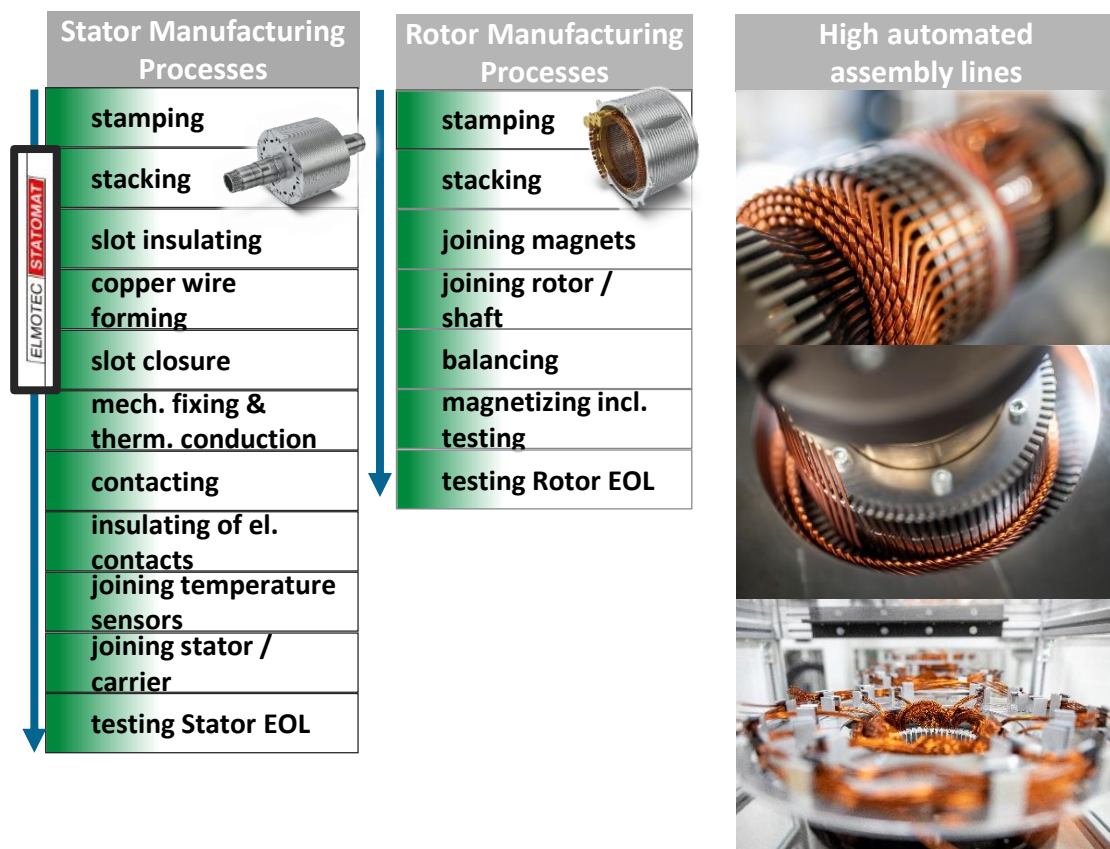 Stator Manufacturing
Processes
stamping
stacking
slot insulating
copper wire
forming
slot closure
mech. fixing &
therm. conduction
contacting
insulating of el.
contacts
joining temperature
sensors
joining stator /
carrier
testing Stator EOL
ELMOTEC STATOMAT
Rotor Manufacturing
Processes
stamping
stacking
joining magnets
joining rotor /
shaft
balancing
magnetizing incl.
testing
testing Rotor EOL
High automated
assembly lines